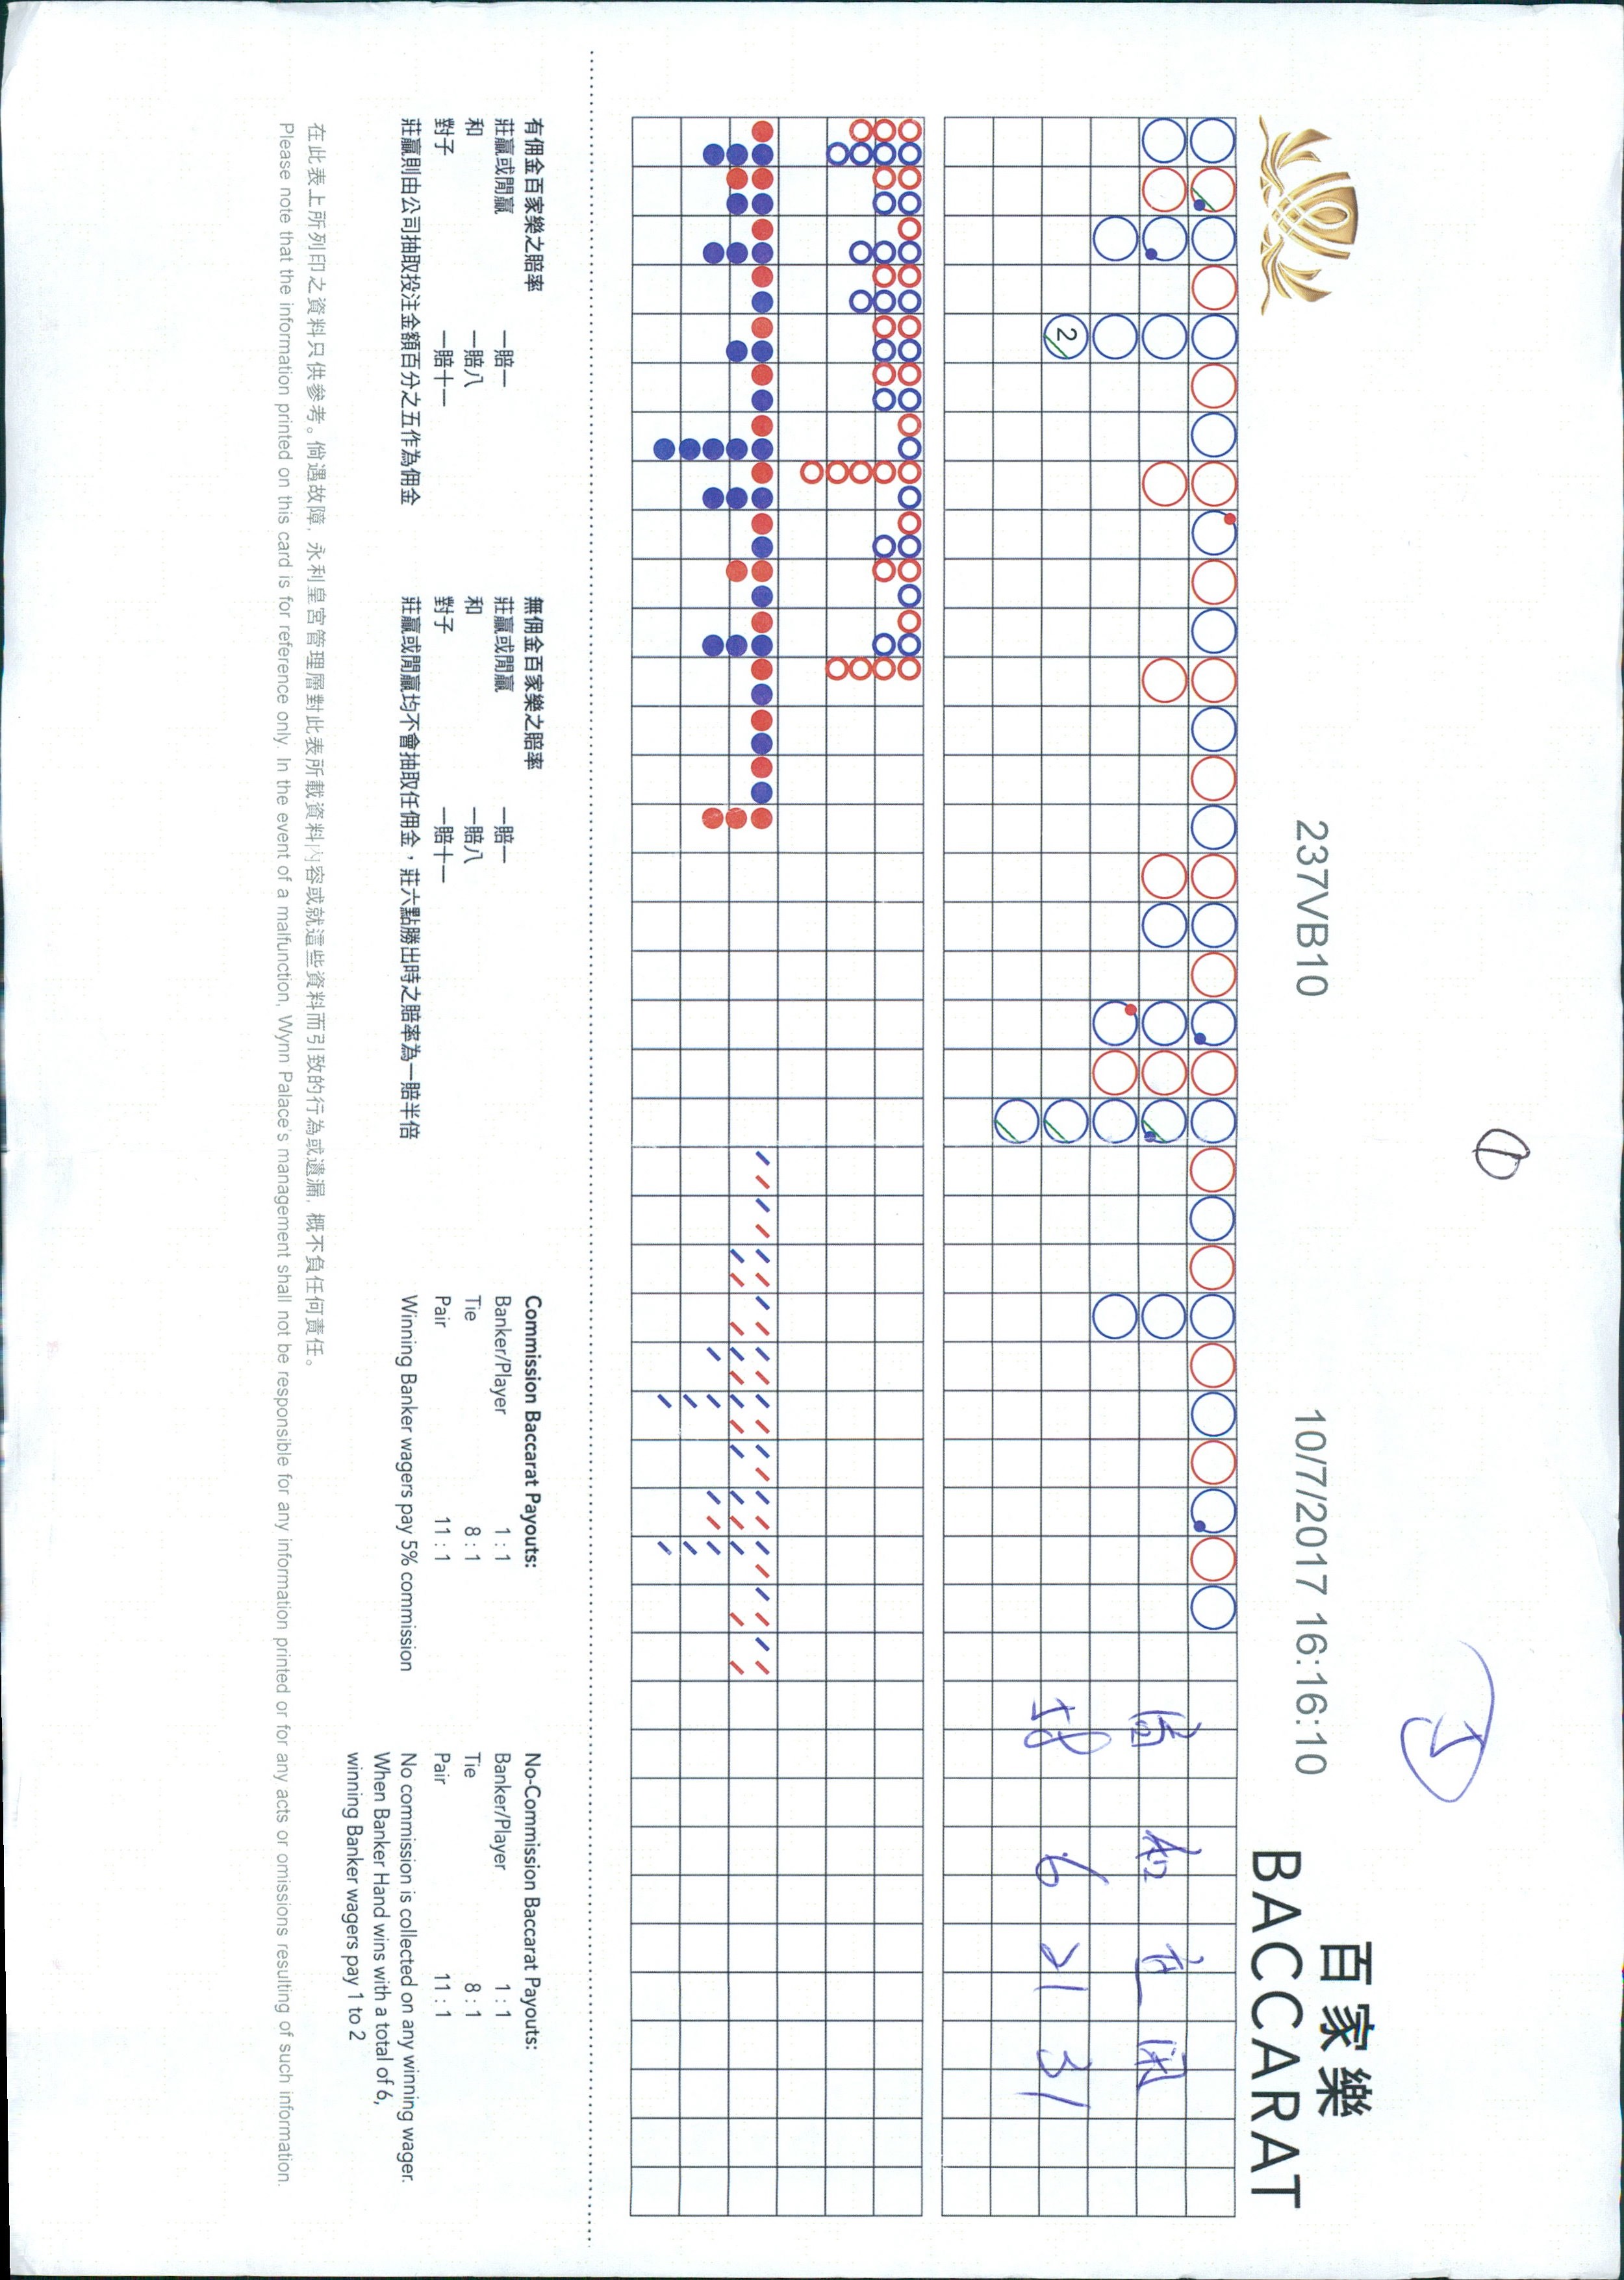 ①
237VB10
10/7/2017 16:16:10
百家樂
BACCARAT
2
和 庄 闲
58 6 21 31
有佣金百家樂之賠率
莊贏或閒贏 一賠一
和 一賠八
對子 一賠十一
莊贏則由公司抽取投注金額百分之五作為佣金
無佣金百家樂之賠率
莊贏或閒贏 一賠一
和 一賠八
對子 一賠十一
莊贏或閒贏均不會抽取任佣金，莊六點勝出時之賠率為一賠半倍
Commission Baccarat Payouts:
Banker/Player 1 : 1
Tie 8 : 1
Pair 11 : 1
Winning Banker wagers pay 5% commission
No-Commission Baccarat Payouts:
Banker/Player 1 : 1
Tie 8 : 1
Pair 11 : 1
No commission is collected on any winning wager.
When Banker Hand wins with a total of 6,
winning Banker wagers pay 1 to 2
在此表上所列印之資料只供參考。倘遇故障，永利皇宮管理層對此表所載資料內容或就這些資料而引致的行為或遺漏，概不負任何責任。
Please note that the information printed on this card is for reference only. In the event of a malfunction, Wynn Palace's management shall not be responsible for any information printed or for any acts or omissions resulting of such information.